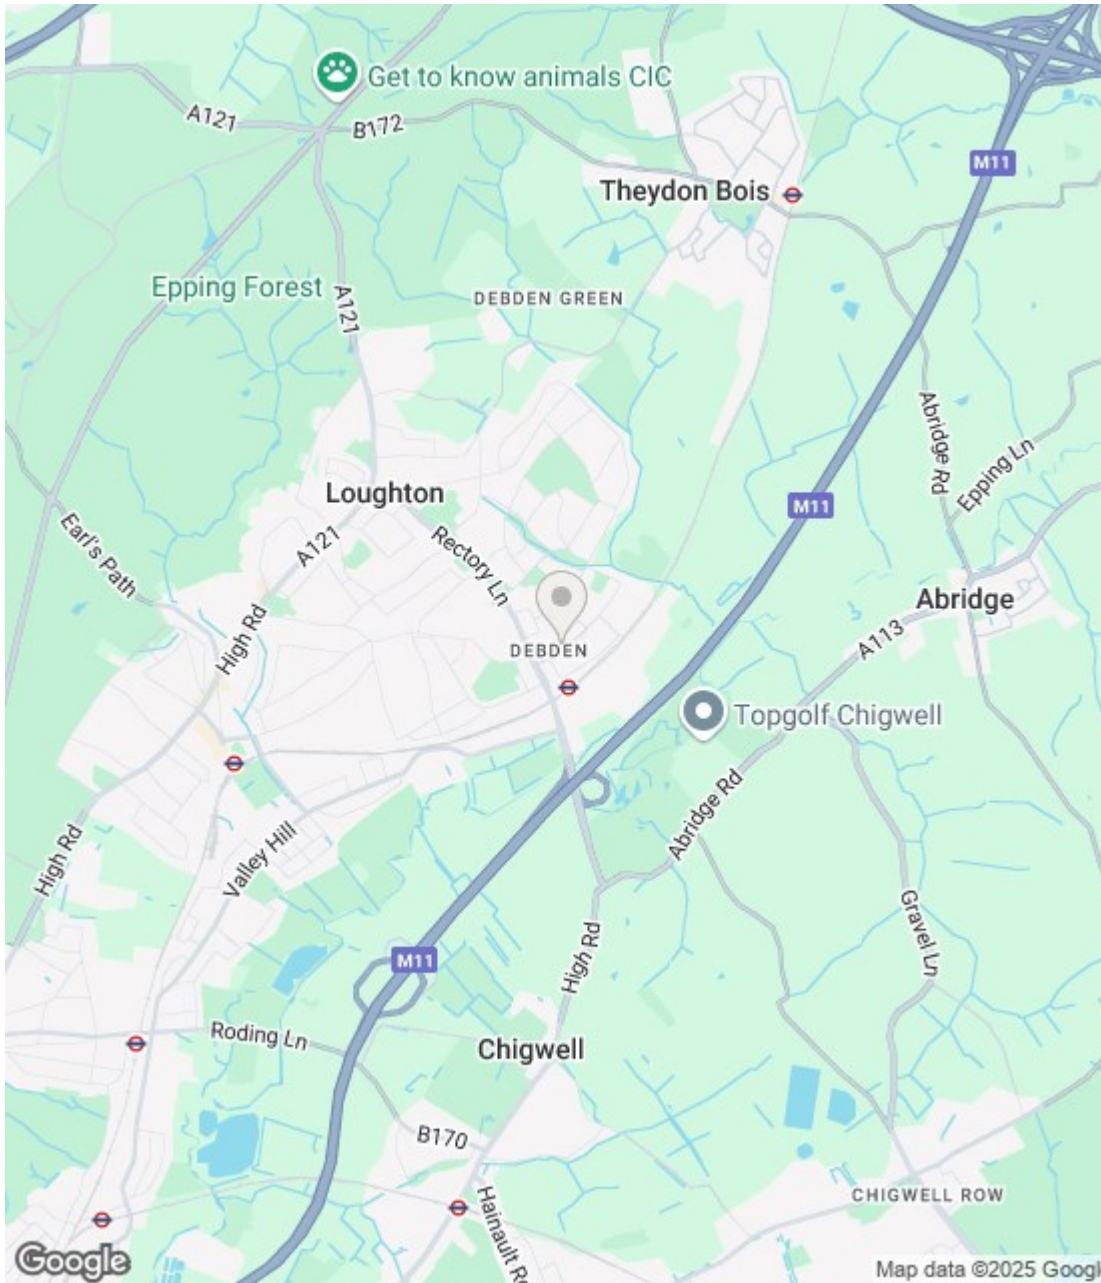 Get to know animals CIC
A121
B172
M11
Theydon Bois
Epping Forest
DEBDEN GREEN
A121
Abridge Rd
Epping Ln
Loughton
M11
A121
Rectory Ln
Earl's Path
Abridge
High Rd
A113
DEBDEN
Topgolf Chigwell
Abridge Rd
High Rd
Valley Hill
Gravel Ln
M11
High Rd
Roding Ln
Chigwell
B170
CHIGWELL ROW
Hainault Rd
Google
Map data ©2025 Googl